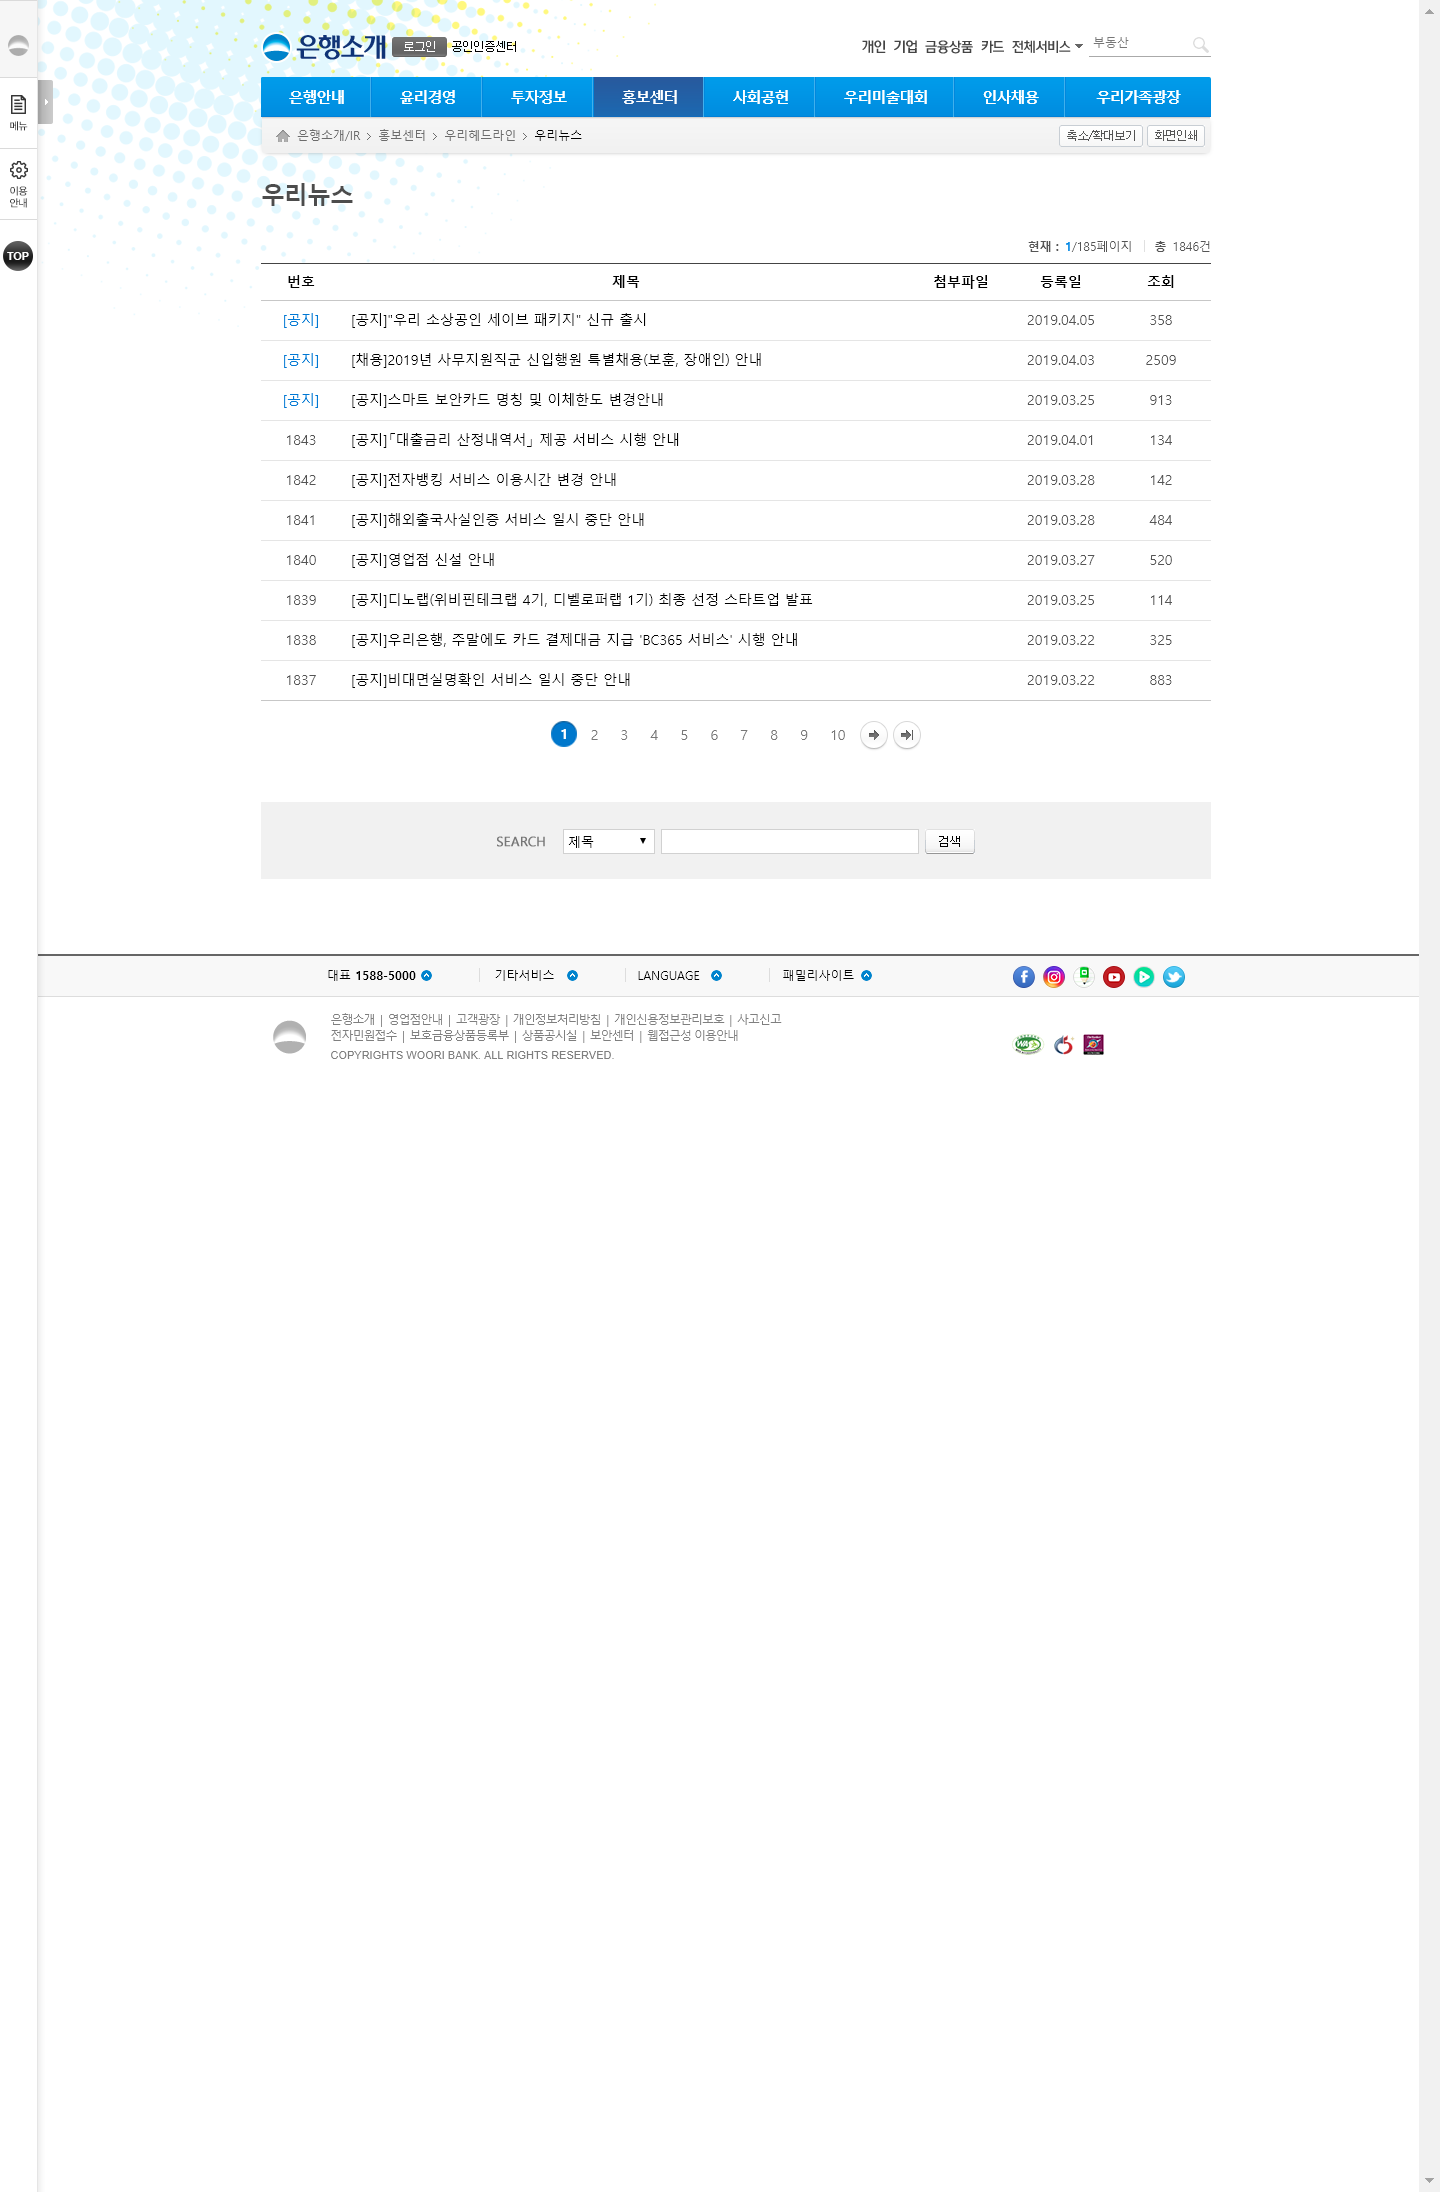 은행소개 로그인 공인인증센터 개인 기업 금융상품 카드 전체서비스 부동산
메뉴
이용
안내
TOP
은행안내 윤리경영 투자정보 홍보센터 사회공헌 우리미술대회 인사채용 우리가족광장
은행소개/IR 홍보센터 우리헤드라인 우리뉴스 축소/확대보기 화면인쇄
우리뉴스
현재 : 1/185페이지 총 1846건
번호 제목 첨부파일 등록일 조회
[공지] [공지]"우리 소상공인 세이브 패키지" 신규 출시 2019.04.05 358
[공지] [채용]2019년 사무지원직군 신입행원 특별채용(보훈, 장애인) 안내 2019.04.03 2509
[공지] [공지]스마트 보안카드 명칭 및 이체한도 변경안내 2019.03.25 913
1843 [공지]「대출금리 산정내역서」 제공 서비스 시행 안내 2019.04.01 134
1842 [공지]전자뱅킹 서비스 이용시간 변경 안내 2019.03.28 142
1841 [공지]해외출국사실인증 서비스 일시 중단 안내 2019.03.28 484
1840 [공지]영업점 신설 안내 2019.03.27 520
1839 [공지]디노랩(위비핀테크랩 4기, 디벨로퍼랩 1기) 최종 선정 스타트업 발표 2019.03.25 114
1838 [공지]우리은행, 주말에도 카드 결제대금 지급 'BC365 서비스' 시행 안내 2019.03.22 325
1837 [공지]비대면실명확인 서비스 일시 중단 안내 2019.03.22 883
1 2 3 4 5 6 7 8 9 10
SEARCH 제목 검색
대표 1588-5000 기타서비스 LANGUAGE 패밀리사이트
은행소개 | 영업점안내 | 고객광장 | 개인정보처리방침 | 개인신용정보관리보호 | 사고신고
전자민원접수 | 보호금융상품등록부 | 상품공시실 | 보안센터 | 웹접근성 이용안내
COPYRIGHTS WOORI BANK. ALL RIGHTS RESERVED.